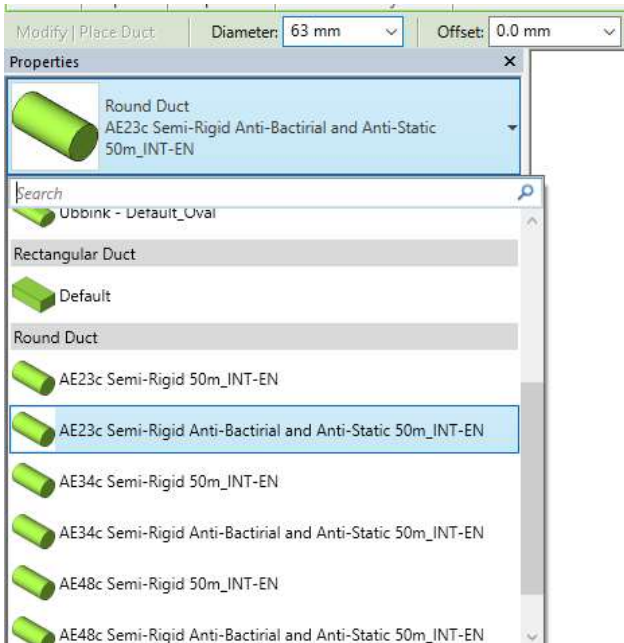 Modify | Place Duct Diameter: 63 mm Offset: 0.0 mm
Properties
Round Duct
AE23c Semi-Rigid Anti-Bactirial and Anti-Static
50m_INT-EN
Search
Ubbink - Default_Oval
Rectangular Duct
Default
Round Duct
AE23c Semi-Rigid 50m_INT-EN
AE23c Semi-Rigid Anti-Bactirial and Anti-Static 50m_INT-EN
AE34c Semi-Rigid 50m_INT-EN
AE34c Semi-Rigid Anti-Bactirial and Anti-Static 50m_INT-EN
AE48c Semi-Rigid 50m_INT-EN
AE48c Semi-Rigid Anti-Bactirial and Anti-Static 50m_INT-EN